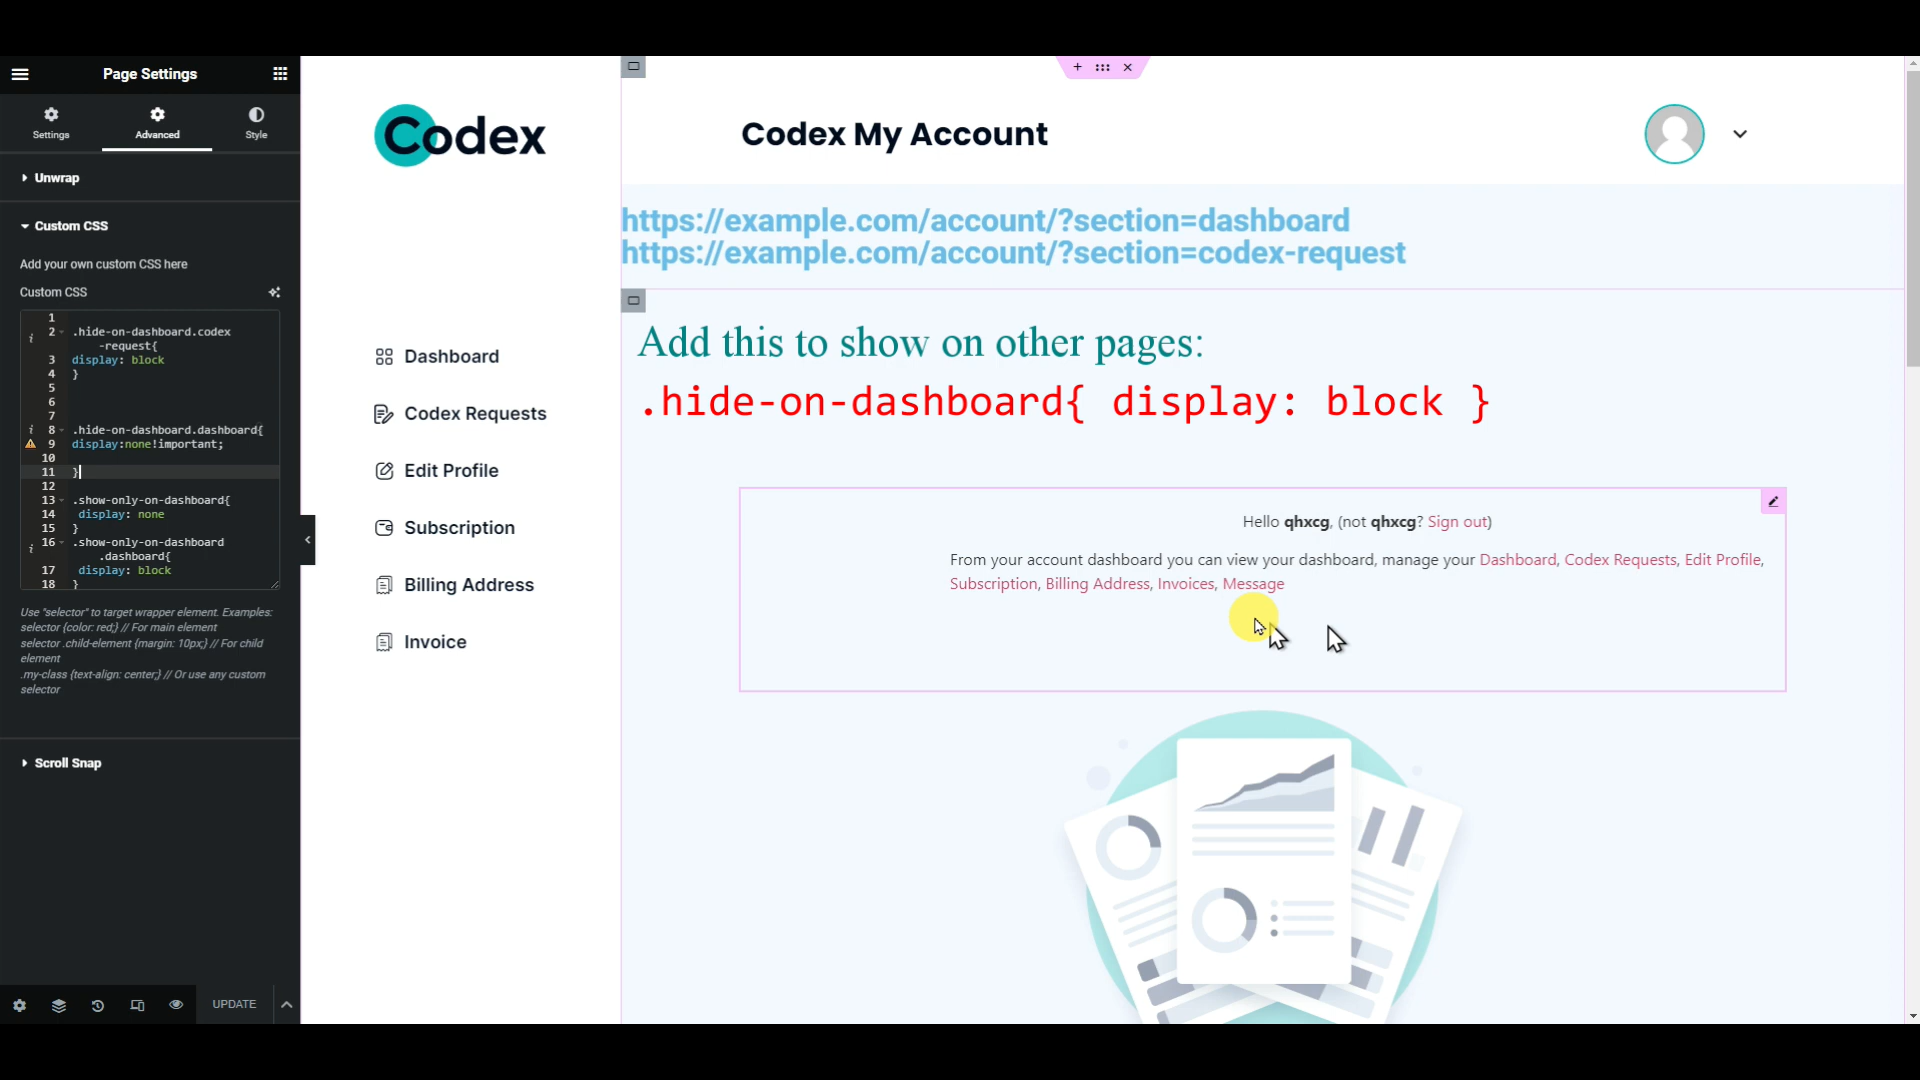 Page Settings
Settings
Advanced
Style
Unwrap
Custom CSS
Add your own custom CSS here
Custom CSS
1
2 .hide-on-dashboard.codex
-request{
3 display: block
4 }
5
6
7
8 .hide-on-dashboard.dashboard{
9 display:none!important;
10
11 }
12
13 .show-only-on-dashboard{
14 display: none
15 }
16 .show-only-on-dashboard
.dashboard{
17 display: block
18 }
Use "selector" to target wrapper element. Examples:
selector {color: red;} // For main element
selector .child-element {margin: 10px;} // For child
element
.my-class {text-align: center;} // Or use any custom
selector
Scroll Snap
UPDATE
Codex
Dashboard
Codex Requests
Edit Profile
Subscription
Billing Address
Invoice
Codex My Account
https://example.com/account/?section=dashboard
https://example.com/account/?section=codex-request
Add this to show on other pages:
.hide-on-dashboard{ display: block }
Hello qhxcg, (not qhxcg? Sign out)
From your account dashboard you can view your dashboard, manage your Dashboard, Codex Requests, Edit Profile,
Subscription, Billing Address, Invoices, Message